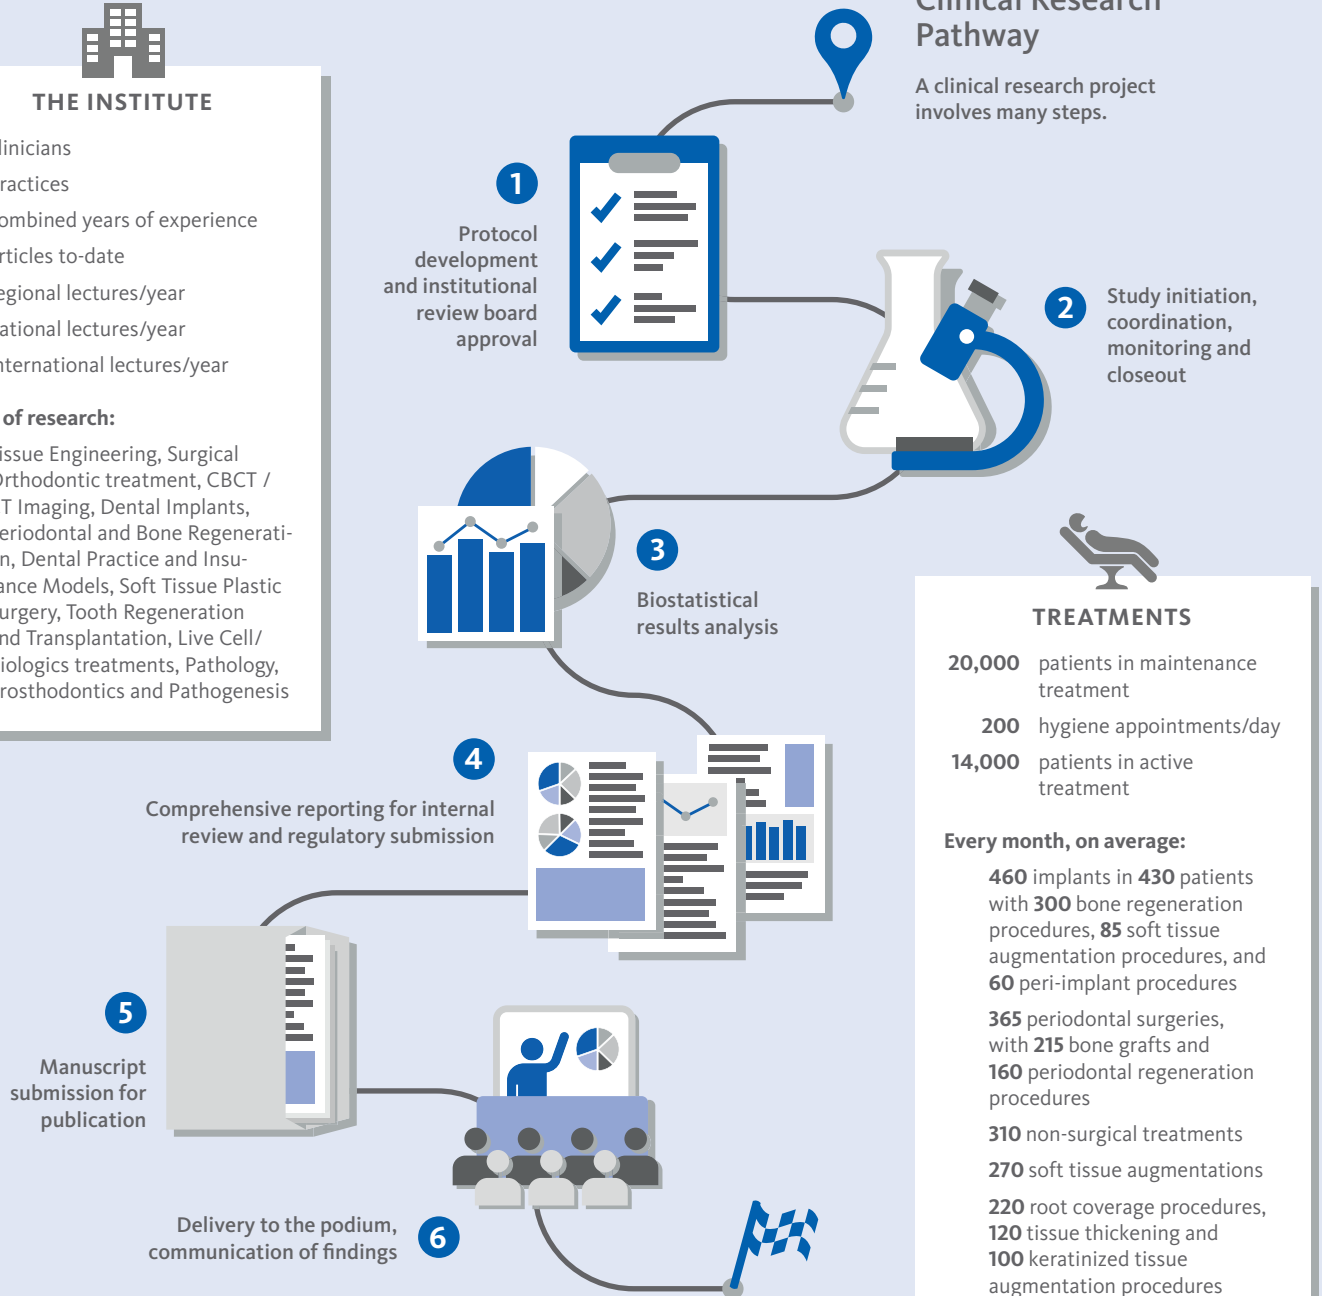 Clinical Research
Pathway
A clinical research project
involves many steps.
THE INSTITUTE
linicians
ractices
ombined years of experience
rticles to-date
egional lectures/year
ational lectures/year
nternational lectures/year
of research:
issue Engineering, Surgical
Orthodontic treatment, CBCT /
T Imaging, Dental Implants,
eriodontal and Bone Regenerati-
n, Dental Practice and Insu-
ance Models, Soft Tissue Plastic
urgery, Tooth Regeneration
nd Transplantation, Live Cell/
iologics treatments, Pathology,
rosthodontics and Pathogenesis
1
Protocol
development
and institutional
review board
approval
2
Study initiation,
coordination,
monitoring and
closeout
3
Biostatistical
results analysis
4
Comprehensive reporting for internal
review and regulatory submission
5
Manuscript
submission for
publication
6
Delivery to the podium,
communication of findings
TREATMENTS
20,000 patients in maintenance
treatment
200 hygiene appointments/day
14,000 patients in active
treatment
Every month, on average:
460 implants in 430 patients
with 300 bone regeneration
procedures, 85 soft tissue
augmentation procedures, and
60 peri-implant procedures
365 periodontal surgeries,
with 215 bone grafts and
160 periodontal regeneration
procedures
310 non-surgical treatments
270 soft tissue augmentations
220 root coverage procedures,
120 tissue thickening and
100 keratinized tissue
augmentation procedures